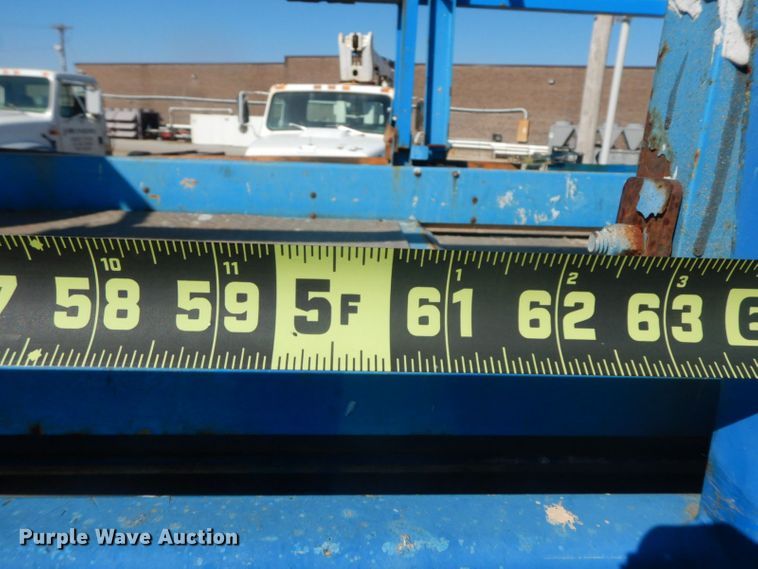 10 11 1 2 3
7 58 59 5F 61 62 63
Purple Wave Auction